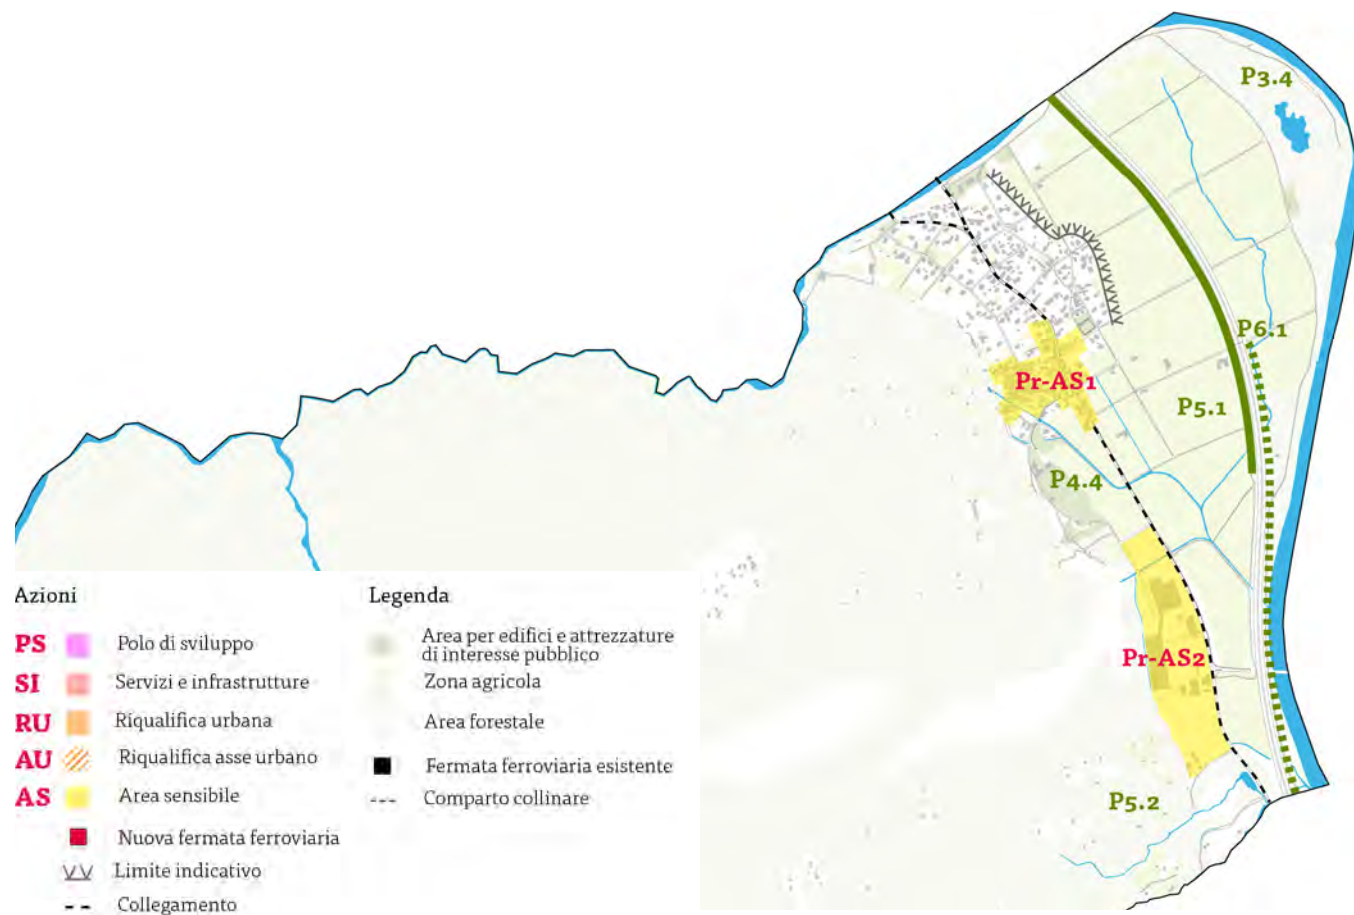 P3.4
P6.1
Pr-AS1
P5.1
P4.4
Pr-AS2
P5.2
Azioni
PS Polo di sviluppo
SI Servizi e infrastrutture
RU Riqualifica urbana
AU Riqualifica asse urbano
AS Area sensibile
Nuova fermata ferroviaria
Limite indicativo
Collegamento
Legenda
Area per edifici e attrezzature
di interesse pubblico
Zona agricola
Area forestale
Fermata ferroviaria esistente
Comparto collinare